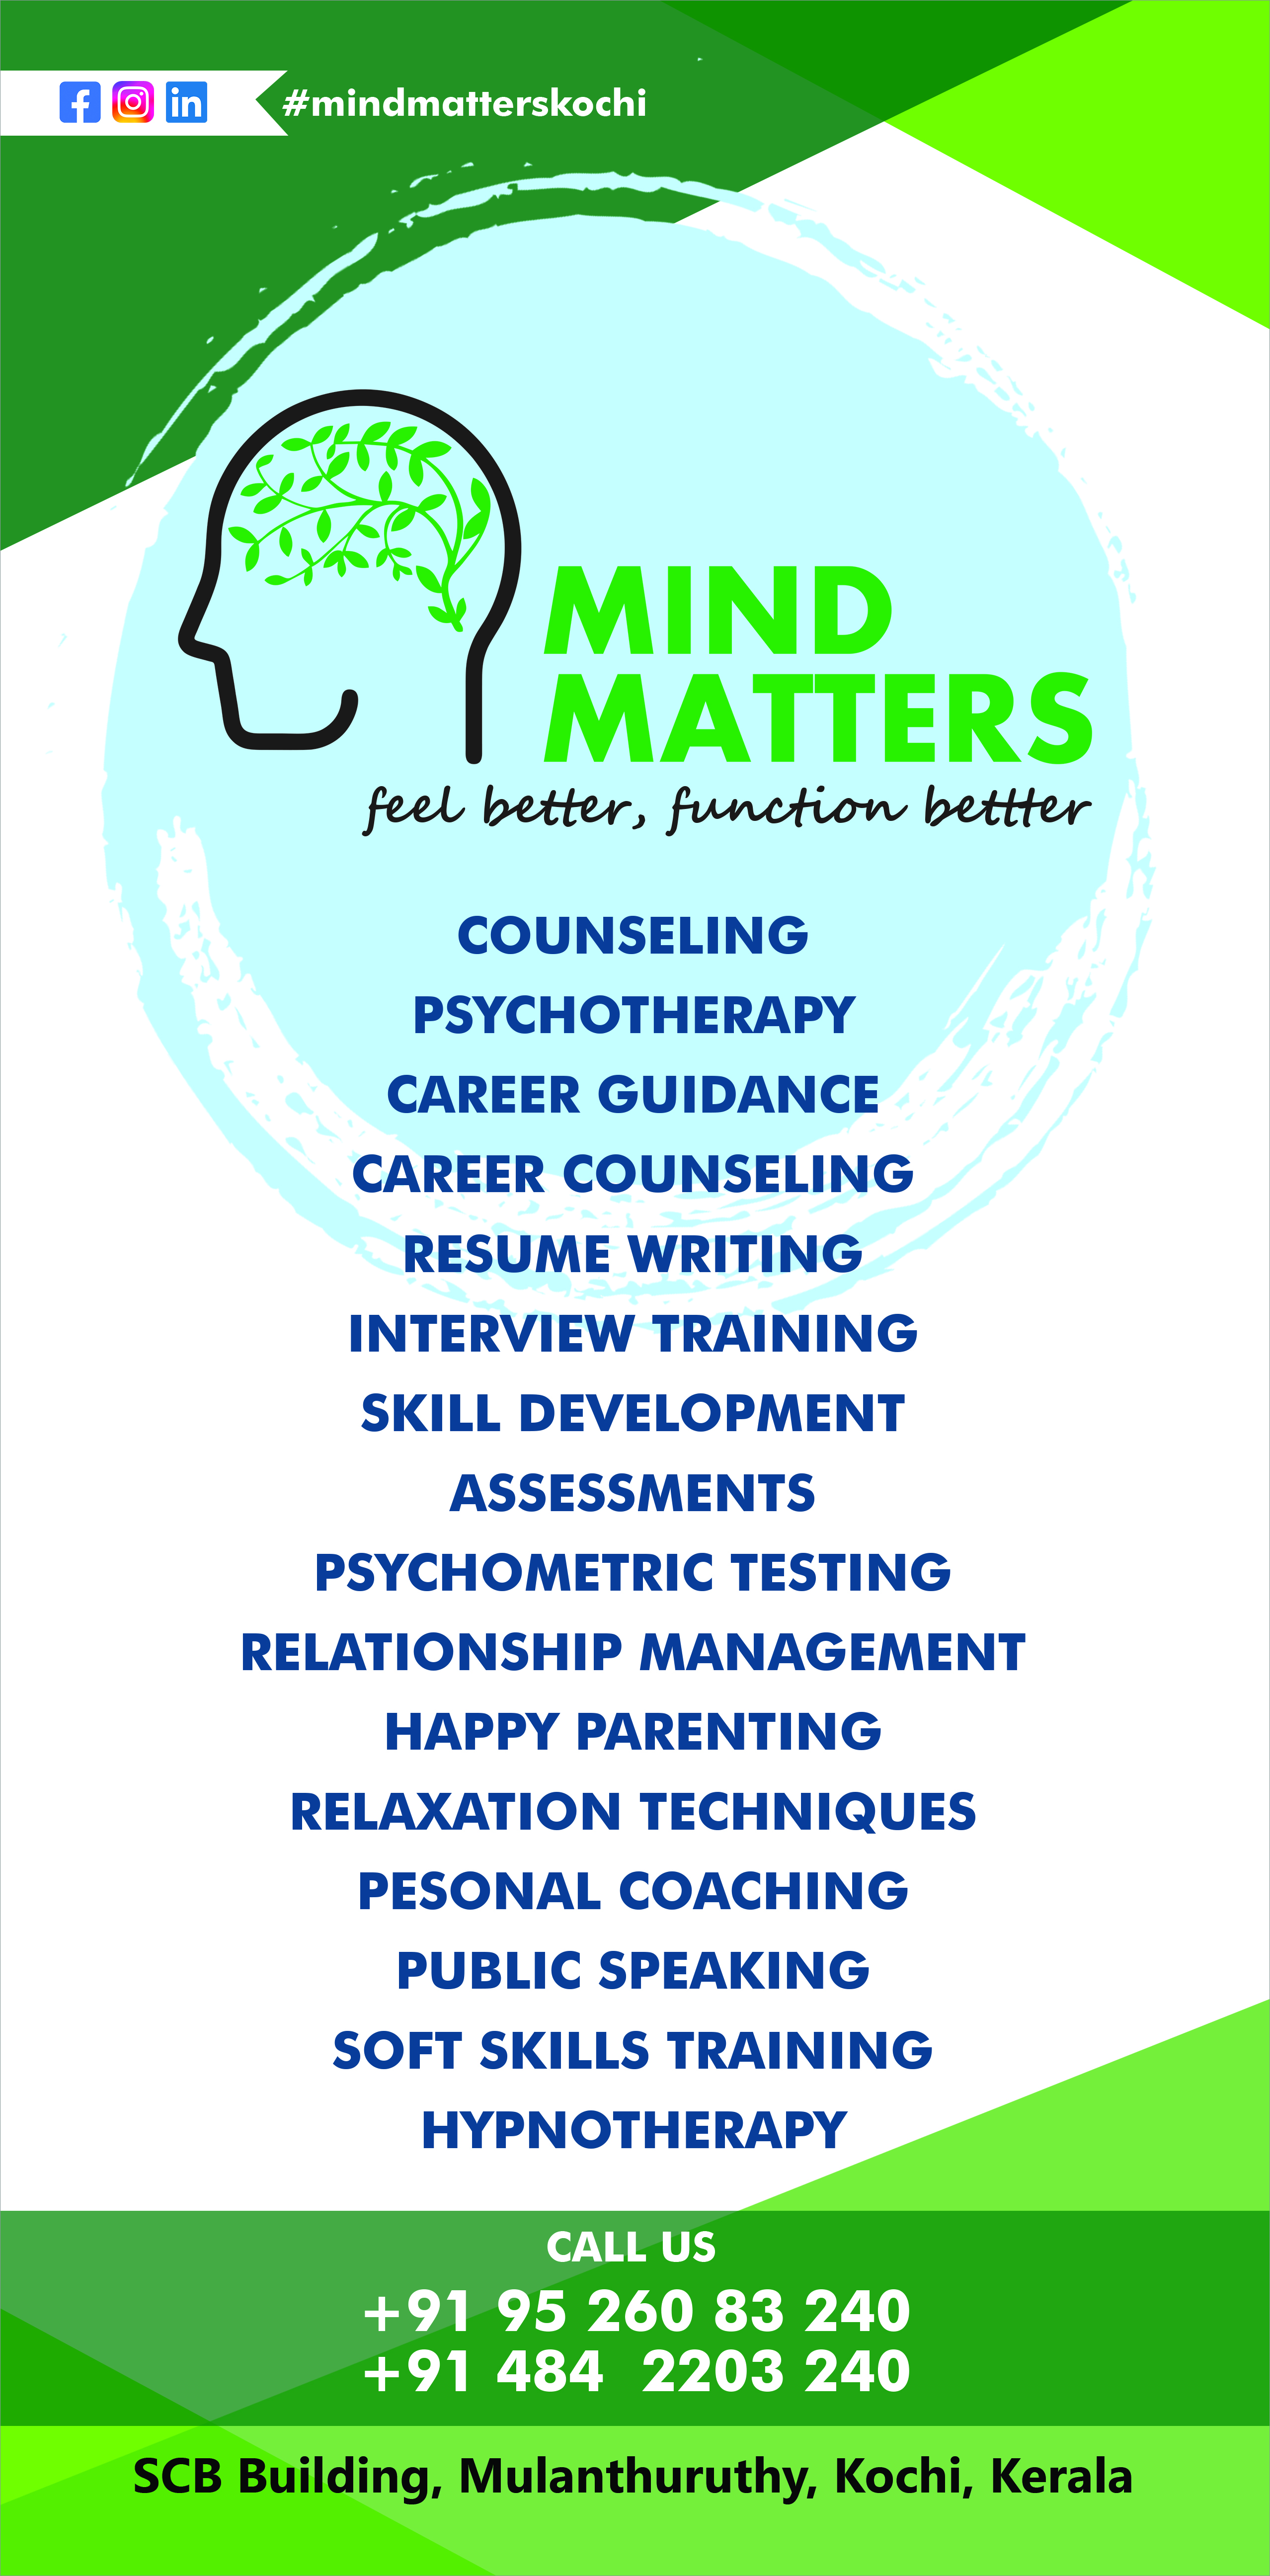 #mindmatterskochi
MIND
MATTERS
feel better, function bettter
COUNSELING
PSYCHOTHERAPY
CAREER GUIDANCE
CAREER COUNSELING
RESUME WRITING
INTERVIEW TRAINING
SKILL DEVELOPMENT
ASSESSMENTS
PSYCHOMETRIC TESTING
RELATIONSHIP MANAGEMENT
HAPPY PARENTING
RELAXATION TECHNIQUES
PESONAL COACHING
PUBLIC SPEAKING
SOFT SKILLS TRAINING
HYPNOTHERAPY
CALL US
+91 95 260 83 240
+91 484 2203 240
SCB Building, Mulanthuruthy, Kochi, Kerala